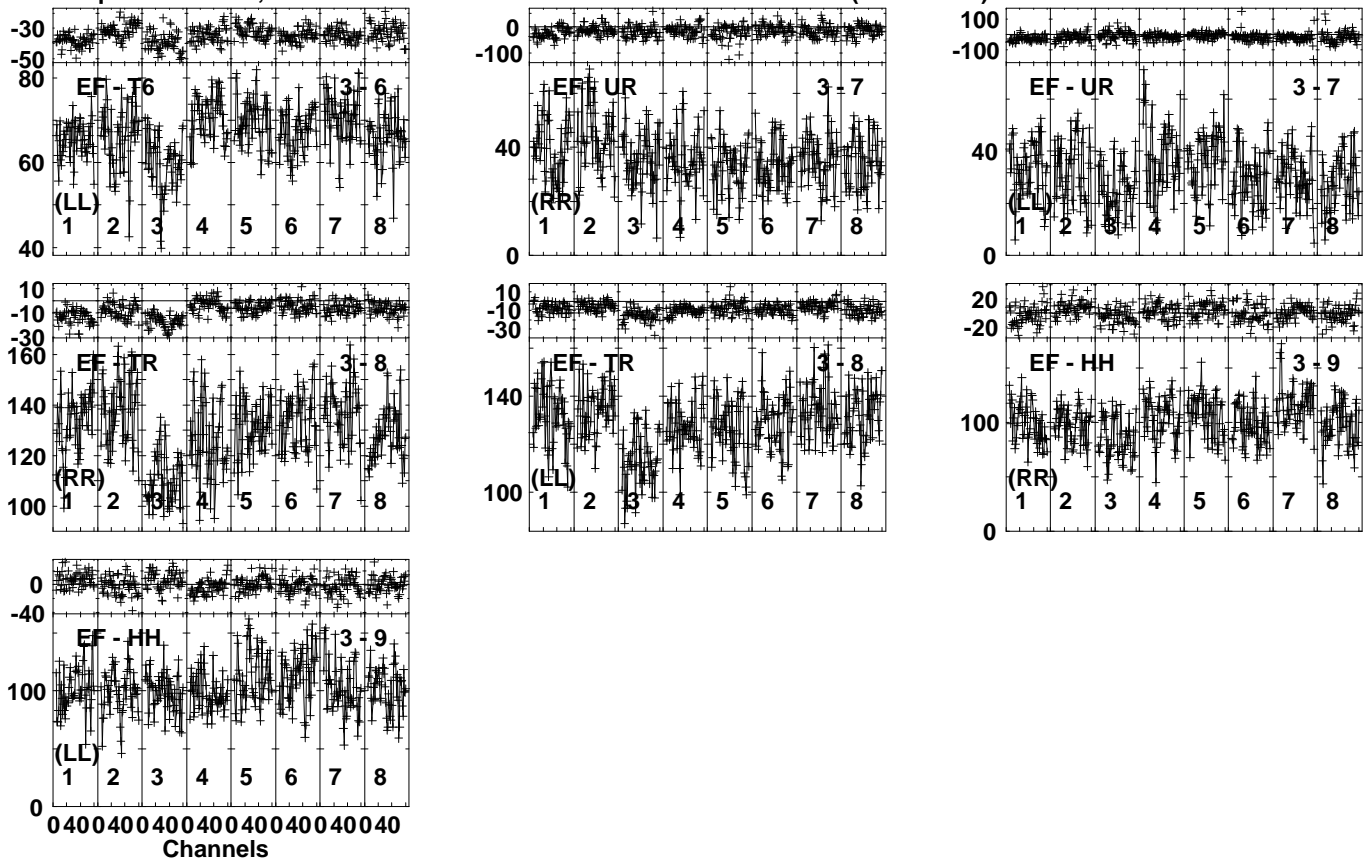 -30
-50
80
EF - T6 3 - 6
60
(LL)
1 2 3 4 5 6 7 8
40
0
-100
EF - UR 3 - 7
40
(RR)
1 2 3 4 5 6 7 8
0
100
-100
EF - UR 3 - 7
40
(LL)
1 2 3 4 5 6 7 8
0
10
-10
-30
160
EF - TR 3 - 8
140
120
(RR)
100
1 2 3 4 5 6 7 8
10
-10
-30
EF - TR 3 - 8
140
(LL)
100
1 2 3 4 5 6 7 8
20
-20
EF - HH 3 - 9
100
(RR)
1 2 3 4 5 6 7 8
0
0
-40
EF - HH 3 - 9
100
(LL)
1 2 3 4 5 6 7 8
0
0 40 0 40 0 40 0 40 0 40 0 40 0 40 0 40
Channels